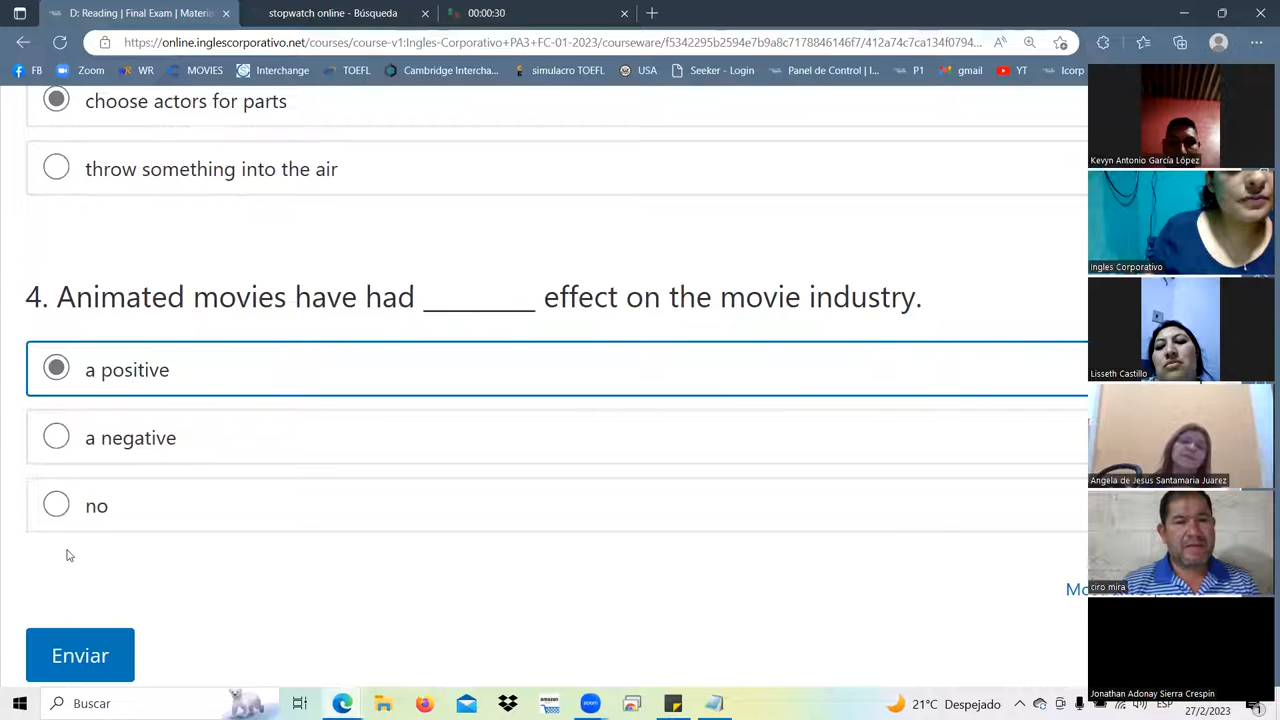 D: Reading | Final Exam | Materie
stopwatch online - Búsqueda
00:00:30
https://online.inglescorporativo.net/courses/course-v1:Ingles-Corporativo+PA3+FC-01-2023/courseware/f5342295b2594e7b9a8c7178846146f7/412a74c7ca134f0794...
FB
Zoom
WR
MOVIES
Interchange
TOEFL
Cambridge Intercha...
simulacro TOEFL
USA
Seeker - Login
Panel de Control | I...
P1
gmail
YT
Icorp
choose actors for parts
throw something into the air
4. Animated movies have had _________ effect on the movie industry.
a positive
a negative
no
Enviar
Kevyn Antonio García López
Ingles Corporativo
Lisseth Castillo
Angela de Jesus Santamaria Juarez
ciro mira
Jonathan Adonay Sierra Crespín
Buscar
21°C Despejado
ESP
27/2/2023